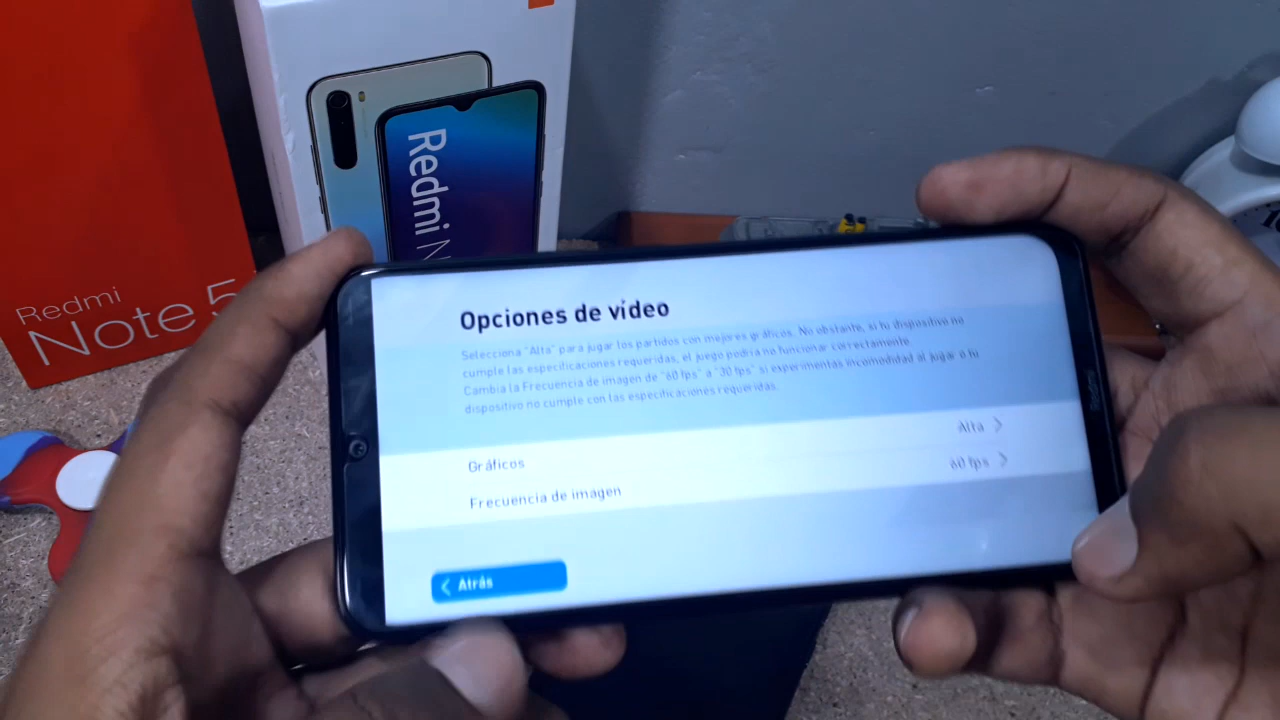 Redmi
Note 5
Redmi N
Opciones de vídeo
Selecciona "Alta" para jugar los partidos con mejores gráficos. No obstante, si tu dispositivo no
cumple las especificaciones requeridas, el juego podría no funcionar correctamente.
Cambia la Frecuencia de imagen de "60 fps" a "30 fps" si experimentas incomodidad al jugar o tu
dispositivo no cumple con las especificaciones requeridas.
Gráficos
Alta
Frecuencia de imagen
60 fps
Atrás
Redmi